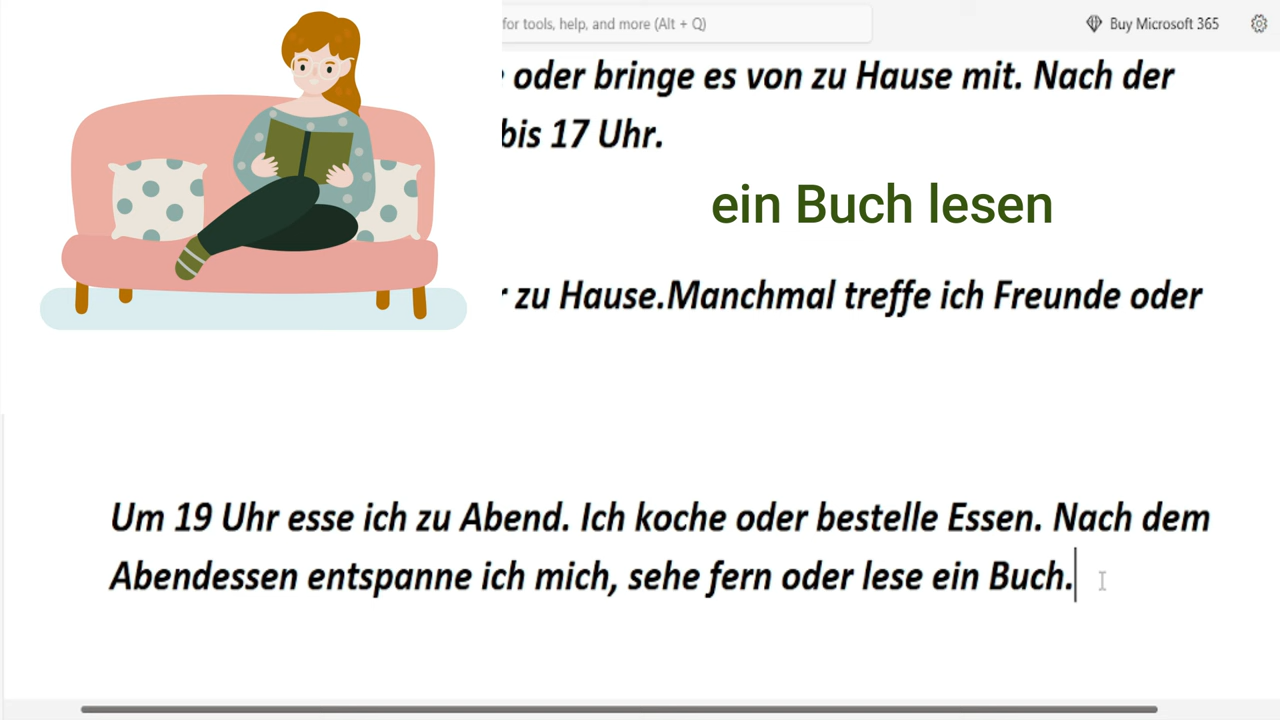 for tools, help, and more (Alt + Q)
Buy Microsoft 365
oder bringe es von zu Hause mit. Nach der
bis 17 Uhr.
ein Buch lesen
zu Hause.Manchmal treffe ich Freunde oder
Um 19 Uhr esse ich zu Abend. Ich koche oder bestelle Essen. Nach dem
Abendessen entspanne ich mich, sehe fern oder lese ein Buch.